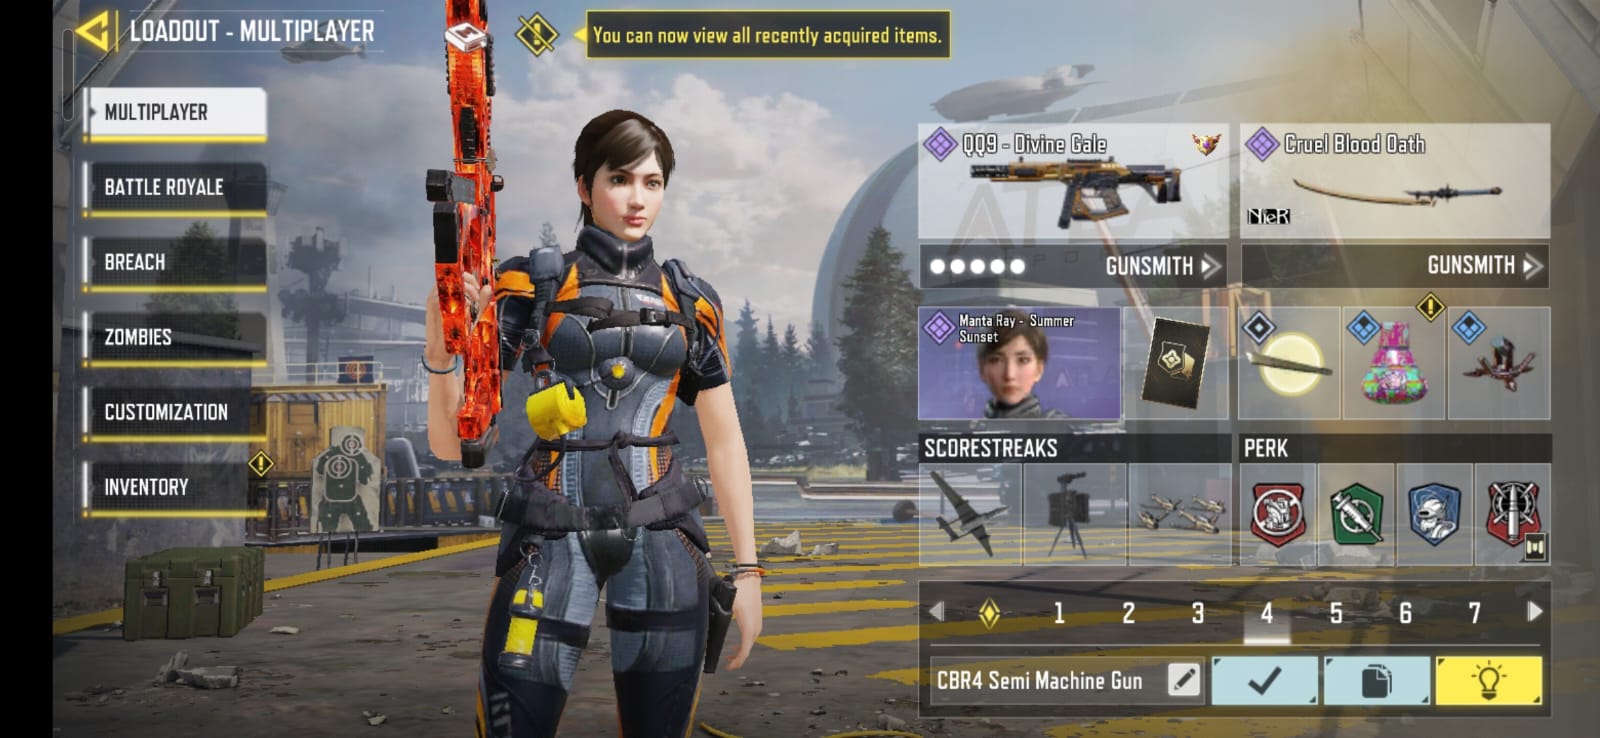 LOADOUT - MULTIPLAYER
You can now view all recently acquired items.
MULTIPLAYER
BATTLE ROYALE
BREACH
ZOMBIES
CUSTOMIZATION
INVENTORY
QQ9 - Divine Gale
Cruel Blood Oath
NieR
GUNSMITH
GUNSMITH
Manta Ray - Summer
Sunset
SCORESTREAKS
PERK
1 2 3 4 5 6 7
CBR4 Semi Machine Gun